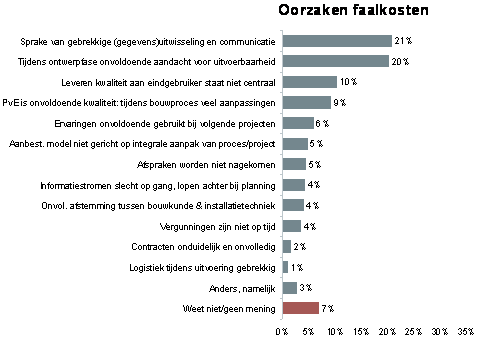 Oorzaken faalkosten
Sprake van gebrekkige (gegevens)uitwisseling en communicatie 21%
Tijdens ontwerpfase onvoldoende aandacht voor uitvoerbaarheid 20%
Leveren kwaliteit aan eindgebruiker staat niet centraal 10%
PvE is onvoldoende kwaliteit: tijdens bouwproces veel aanpassingen 9%
Ervaringen onvoldoende gebruikt bij volgende projecten 6%
Aanbest. model niet gericht op integrale aanpak van proces/project 5%
Afspraken worden niet nagekomen 5%
Informatiestromen slecht op gang, lopen achter bij planning 4%
Onvol. afstemming tussen bouwkunde & installatietechniek 4%
Vergunningen zijn niet op tijd 4%
Contracten onduidelijk en onvolledig 2%
Logistiek tijdens uitvoering gebrekkig 1%
Anders, namelijk 3%
Weet niet/geen mening 7%
0% 5% 10% 15% 20% 25% 30% 35%